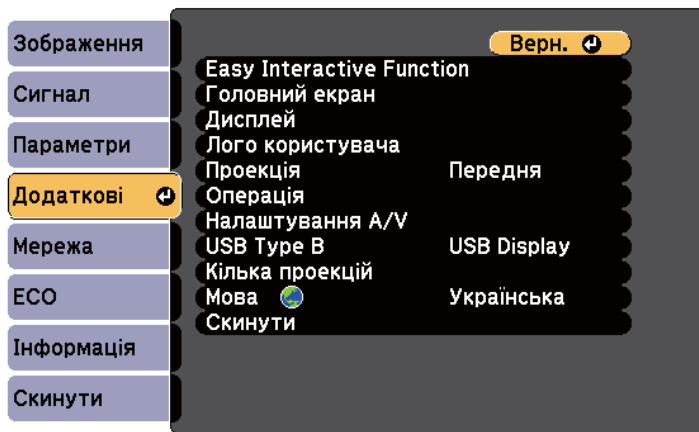 Зображення
Сигнал
Параметри
Додаткові
Мережа
ECO
Інформація
Скинути
Верн.
Easy Interactive Function
Головний екран
Дисплей
Лого користувача
Проекція Передня
Операція
Налаштування A/V
USB Type B USB Display
Кілька проекцій
Мова Українська
Скинути